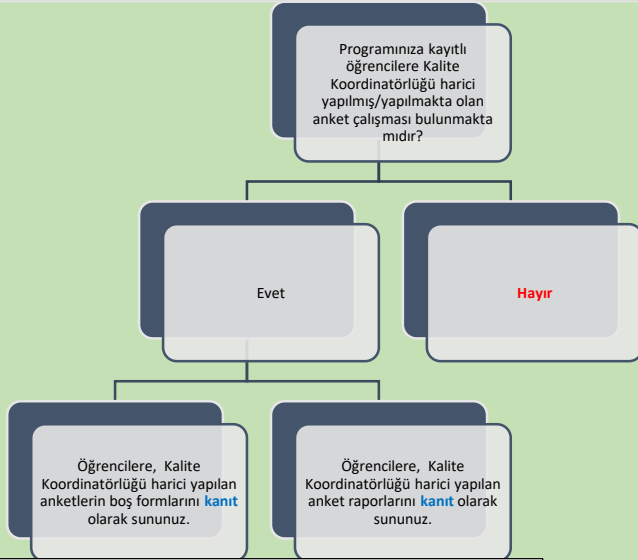 Programınıza kayıtlı
öğrencilere Kalite
Koordinatörlüğü harici
yapılmış/yapılmakta olan
anket çalışması bulunmakta
mıdır?
Evet
Hayır
Öğrencilere, Kalite
Koordinatörlüğü harici yapılan
anketlerin boş formlarını kanıt
olarak sununuz.
Öğrencilere, Kalite
Koordinatörlüğü harici yapılan
anket raporlarını kanıt olarak
sununuz.